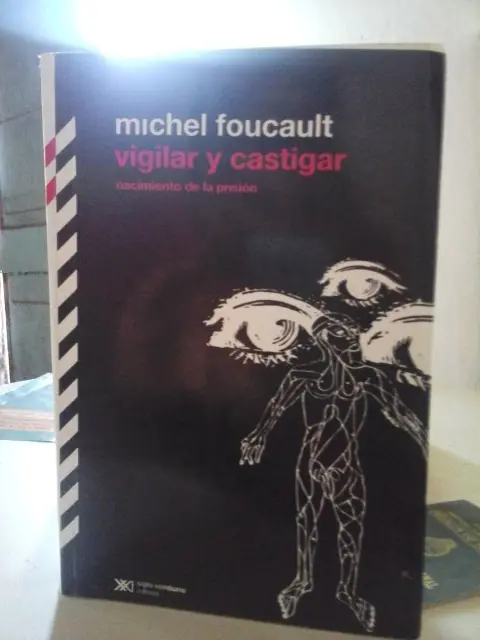 michel foucault
vigilar y castigar
nacimiento de la prisión
siglo veintiuno
editores